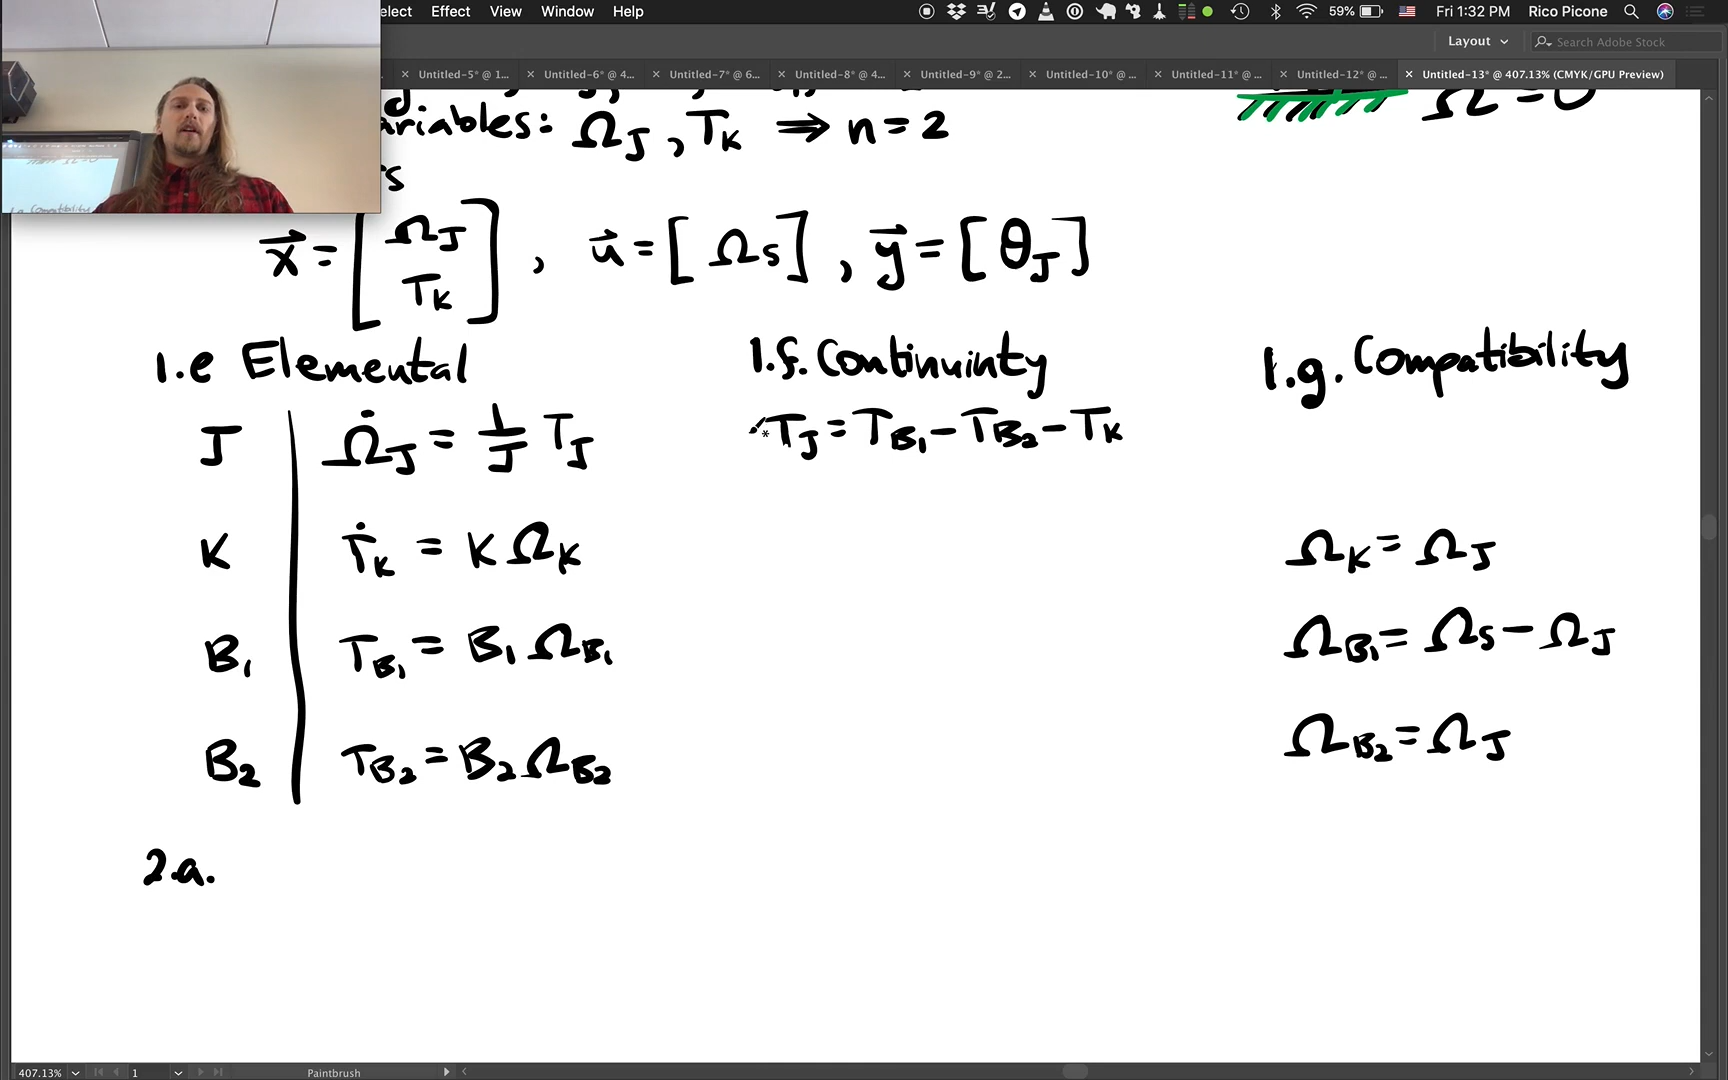 elect Effect View Window Help 59% Fri 1:32 PM Rico Picone
Layout Search Adobe Stock
Untitled-5* @ 1... Untitled-6* @ 4... Untitled-7* @ 6... Untitled-8* @ 4... Untitled-9* @ 2... Untitled-10* @ ... Untitled-11* @ ... Untitled-12* @ ... Untitled-13* @ 407.13% (CMYK/GPU Preview)
ariables: Ω_J, T_K ⇒ n=2
Ω=0
s
x⃗ = [Ω_J T_K], u⃗ = [Ω_S], y⃗ = [θ_J]
1.e Elemental 1.f. Continuinty 1.g. Compatibility
J Ω̇_J = 1/J T_J T_J = T_B₁ − T_B₂ − T_K
K Ṫ_K = K Ω_K Ω_K = Ω_J
B₁ T_B₁ = B₁ Ω_B₁ Ω_B₁ = Ω_S − Ω_J
B₂ T_B₂ = B₂ Ω_B₂ Ω_B₂ = Ω_J
2.a.
407.13% 1 Paintbrush